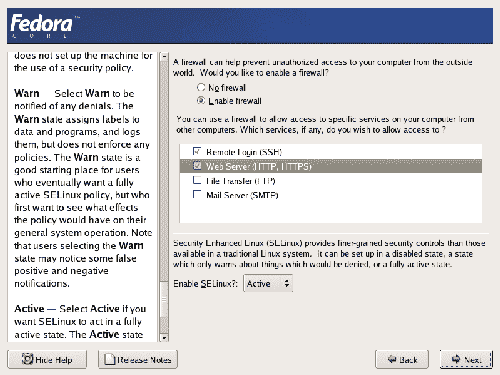 Fedora
CORE
does not set up the machine for
the use of a security policy.
Warn — Select Warn to be
notified of any denials. The
Warn state assigns labels to
data and programs, and logs
them, but does not enforce any
policies. The Warn state is a
good starting place for users
who eventually want a fully
active SELinux policy, but who
first want to see what effects
the policy would have on their
general system operation. Note
that users selecting the Warn
state may notice some false
positive and negative
notifications.
Active — Select Active if you
want SELinux to act in a fully
active state. The Active state
A firewall can help prevent unauthorized access to your computer from the outside
world. Would you like to enable a firewall?
No firewall
Enable firewall
You can use a firewall to allow access to specific services on your computer from
other computers. Which services, if any, do you wish to allow access to ?
Remote Login (SSH)
Web Server (HTTP, HTTPS)
File Transfer (FTP)
Mail Server (SMTP)
Security Enhanced Linux (SELinux) provides finer-grained security controls than those
available in a traditional Linux system. It can be set up in a disabled state, a state
which only warns about things which would be denied, or a fully active state.
Enable SELinux?: Active
Hide Help
Release Notes
Back
Next